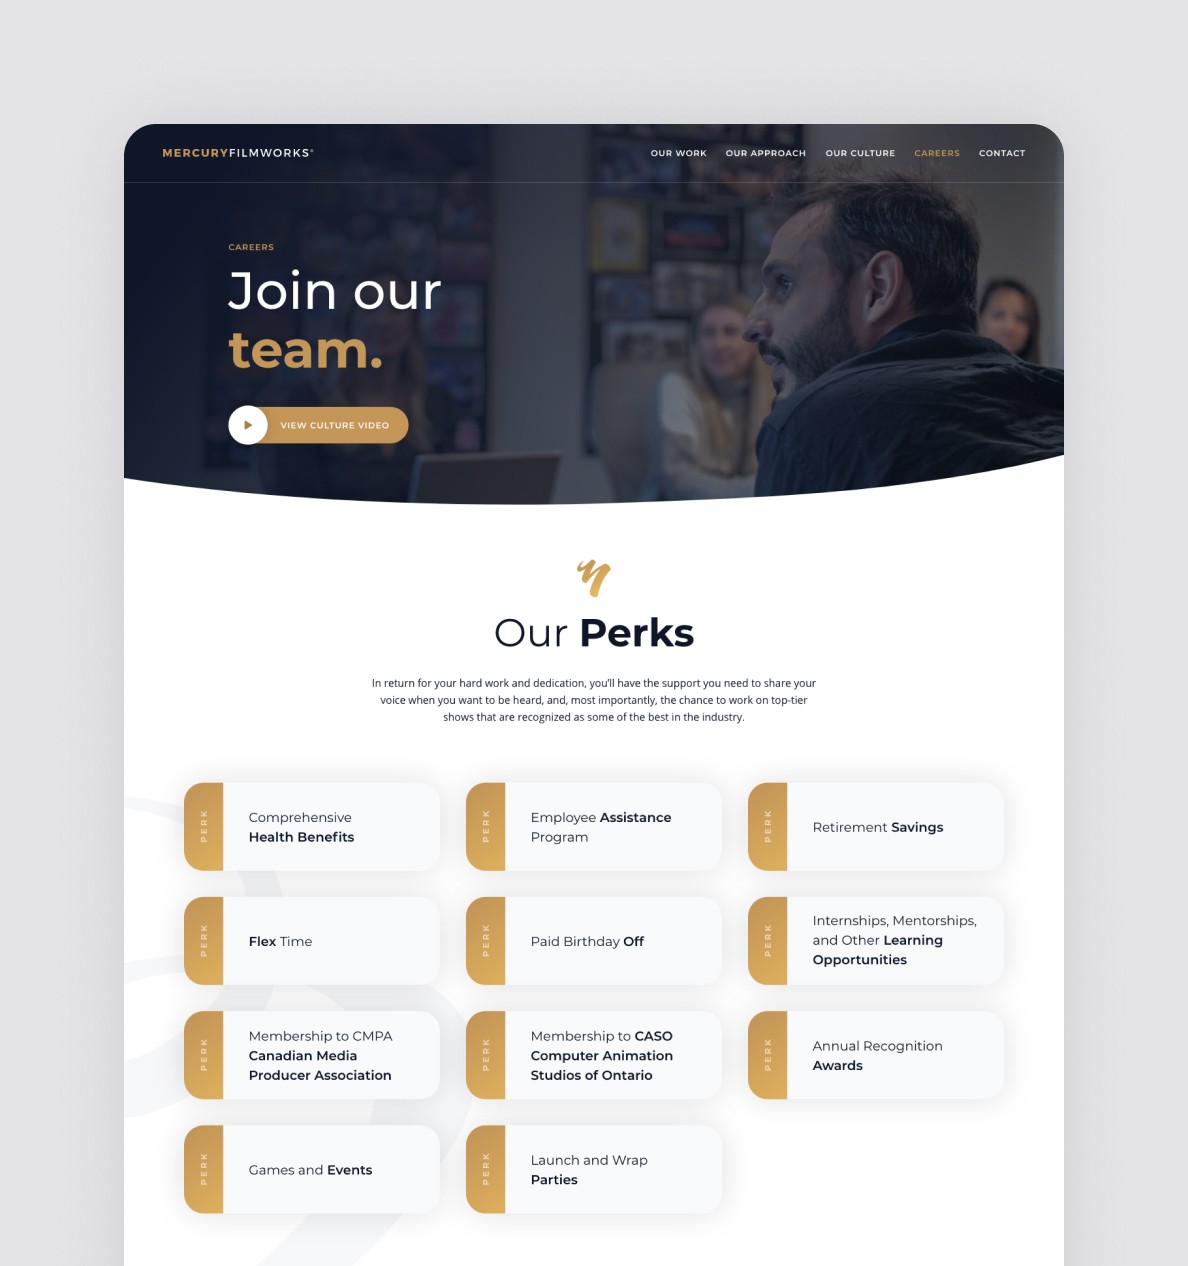 MERCURYFILMWORKS®
OUR WORK
OUR APPROACH
OUR CULTURE
CAREERS
CONTACT
CAREERS
Join our
team.
VIEW CULTURE VIDEO
Our Perks
In return for your hard work and dedication, you'll have the support you need to share your
voice when you want to be heard, and, most importantly, the chance to work on top-tier
shows that are recognized as some of the best in the industry.
PERK
Comprehensive
Health Benefits
PERK
Employee Assistance
Program
PERK
Retirement Savings
PERK
Flex Time
PERK
Paid Birthday Off
PERK
Internships, Mentorships,
and Other Learning
Opportunities
PERK
Membership to CMPA
Canadian Media
Producer Association
PERK
Membership to CASO
Computer Animation
Studios of Ontario
PERK
Annual Recognition
Awards
PERK
Games and Events
PERK
Launch and Wrap
Parties